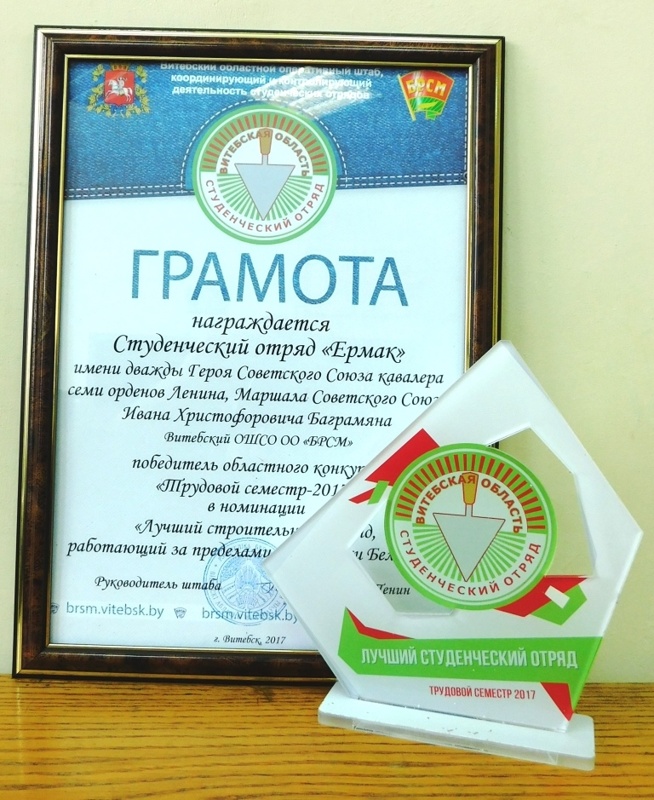 Витебский областной оперативный штаб,
координирующий и контролирующий
деятельность студенческих отрядов
БРСМ
ВИТЕБСКАЯ ОБЛАСТЬ
СТУДЕНЧЕСКИЙ ОТРЯД
ГРАМОТА
награждается
Студенческий отряд «Ермак»
имени дважды Героя Советского Союза кавалера
семи орденов Ленина, Маршала Советского
Ивана Христофоровича Баграмяна
Витебский ОШСО ОО «БРСМ»
победитель областного
«Трудовой
в номинации
«Лучший
работающий за пределами
Руководитель штаба
brsm.vitebsk.by brsm.vitebsk.by
г. Витебск, 2017
ВИТЕБСКАЯ ОБЛАСТЬ
СТУДЕНЧЕСКИЙ ОТРЯД
ЛУЧШИЙ СТУДЕНЧЕСКИЙ ОТРЯД
ТРУДОВОЙ СЕМЕСТР 2017